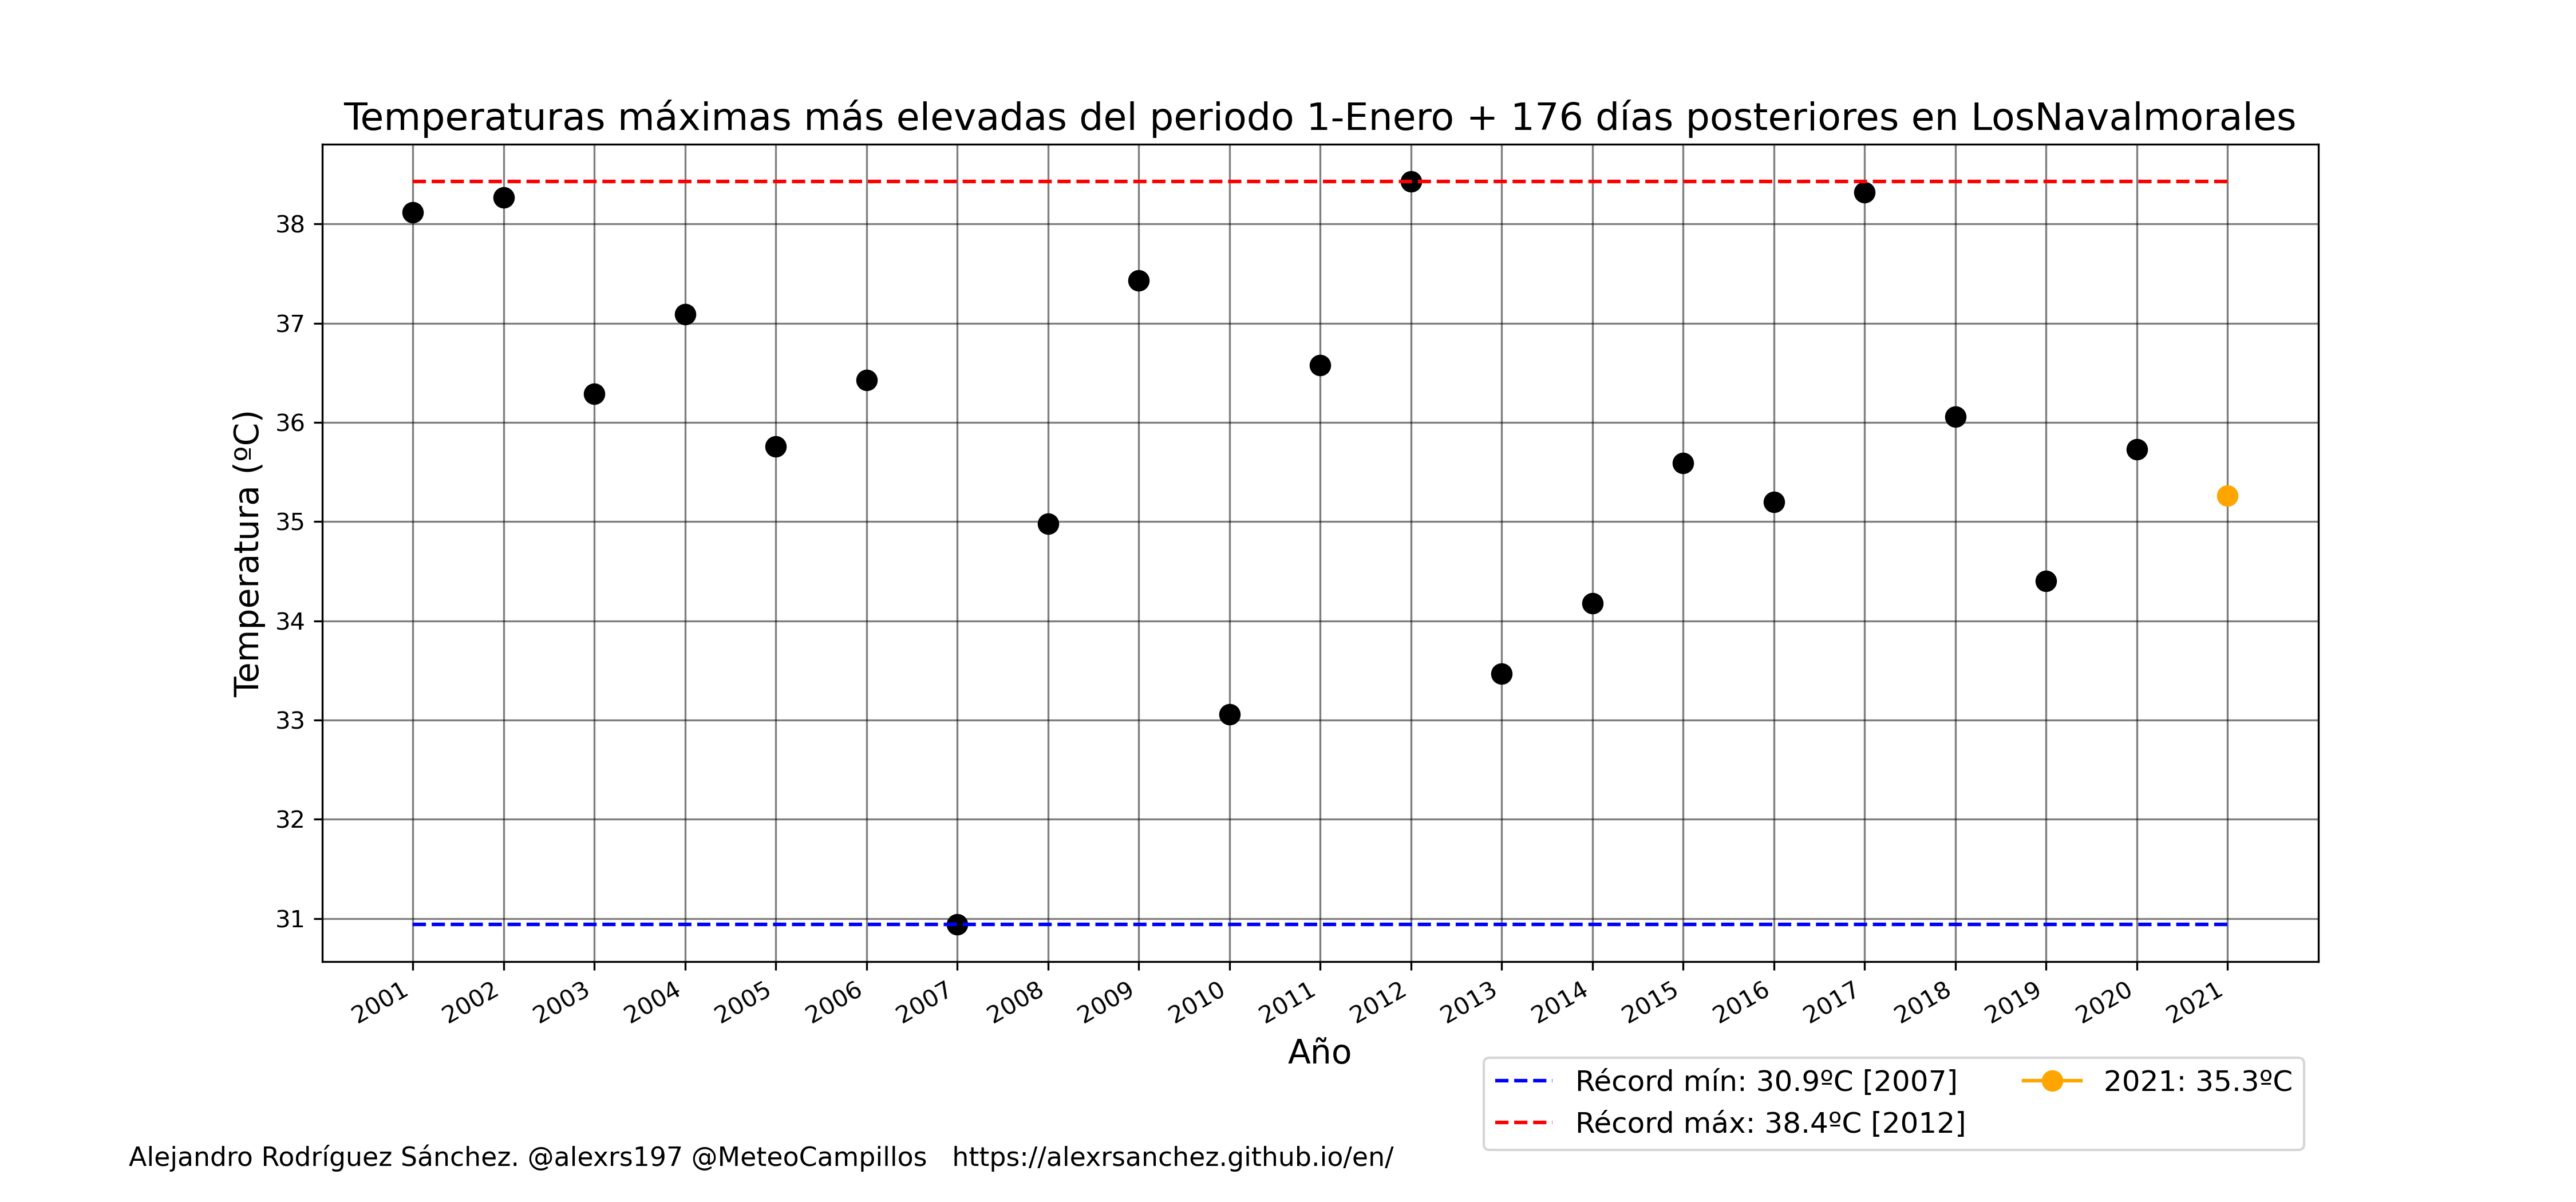 Temperaturas máximas más elevadas del periodo 1-Enero + 176 días posteriores en LosNavalmorales
Temperatura (ºC)
38
37
36
35
34
33
32
31
2001 2002 2003 2004 2005 2006 2007 2008 2009 2010 2011 2012 2013 2014 2015 2016 2017 2018 2019 2020 2021
Año
Récord mín: 30.9ºC [2007]
Récord máx: 38.4ºC [2012]
2021: 35.3ºC
Alejandro Rodríguez Sánchez. @alexrs197 @MeteoCampillos https://alexrsanchez.github.io/en/